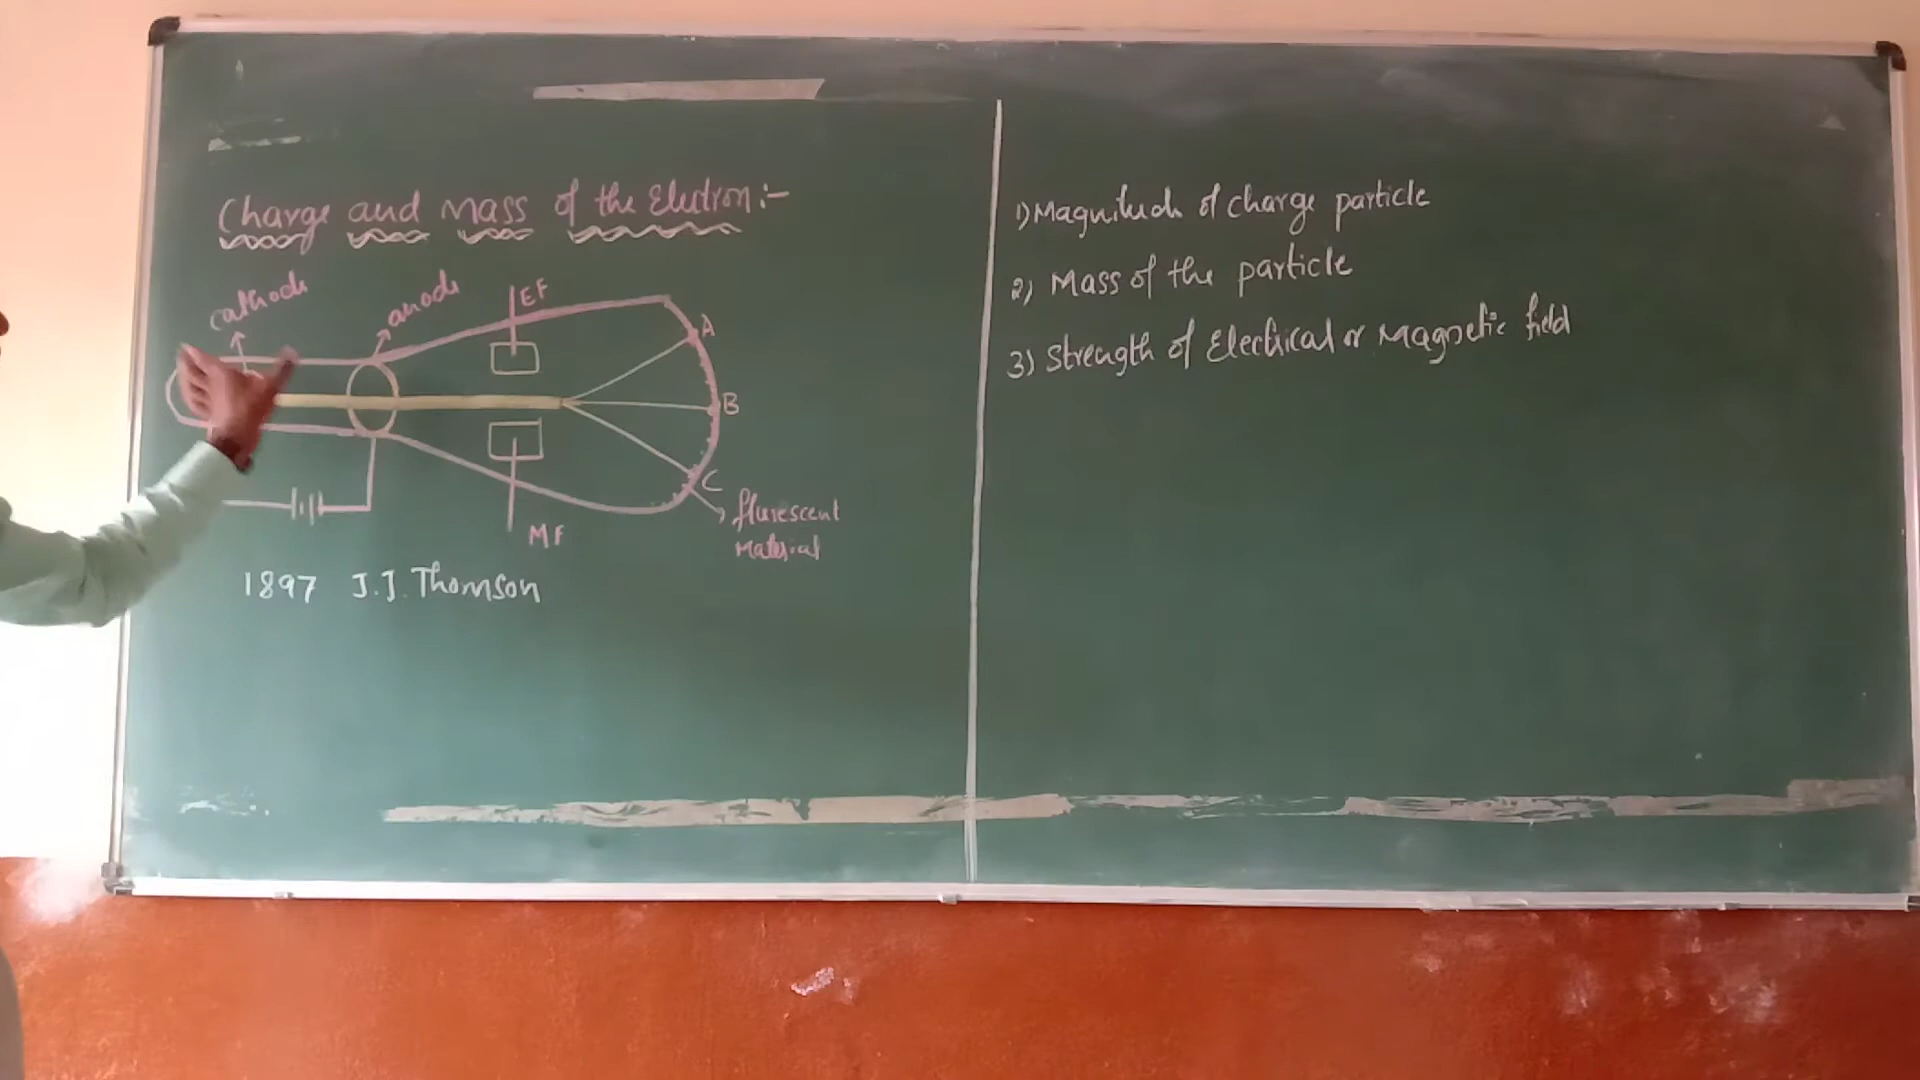 Charge and Mass of the Elutron:-
cathode
anode
EF
A
B
C
flurescent
Material
MF
1897 J.J. Thomson
1) Magnitude of charge particle
2) Mass of the particle
3) Strength of Electrical or Magnetic field